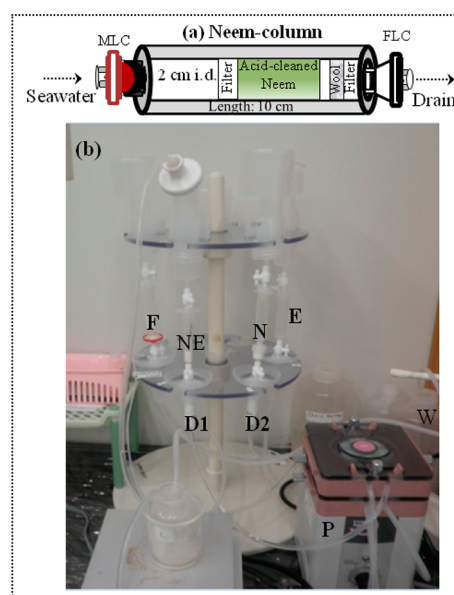 (a) Neem-column
MLC
FLC
2 cm i.d.
Filter
Acid-cleaned
Neem
Wool
Filter
Seawater
Drain
Length: 10 cm
(b)
F
NE
N
E
D1
D2
W
P